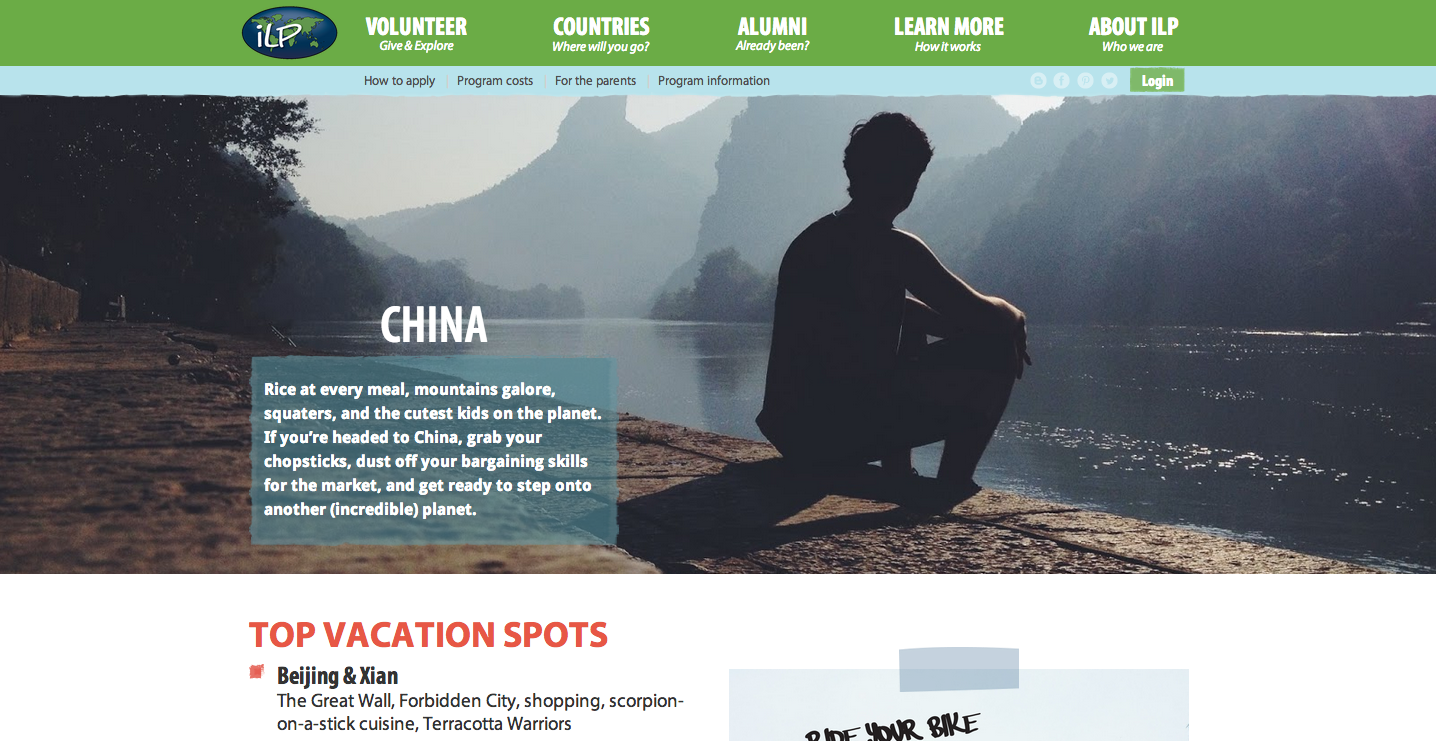 iLP
VOLUNTEER
Give & Explore
COUNTRIES
Where will you go?
ALUMNI
Already been?
LEARN MORE
How it works
ABOUT ILP
Who we are
How to apply
Program costs
For the parents
Program information
Login
CHINA
Rice at every meal, mountains galore,
squaters, and the cutest kids on the planet.
If you’re headed to China, grab your
chopsticks, dust off your bargaining skills
for the market, and get ready to step onto
another (incredible) planet.
TOP VACATION SPOTS
Beijing & Xian
The Great Wall, Forbidden City, shopping, scorpion-
on-a-stick cuisine, Terracotta Warriors
RIDE YOUR BIKE